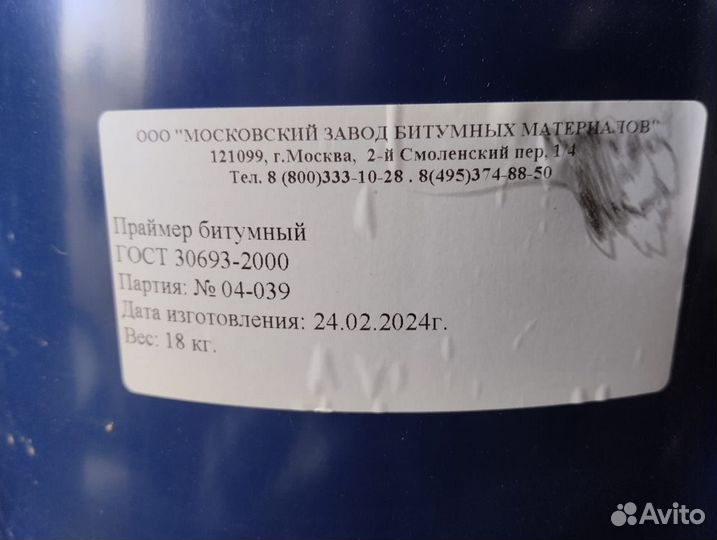 ООО "МОСКОВСКИЙ ЗАВОД БИТУМНЫХ МАТЕРИАЛОВ"
121099, г.Москва, 2-й Смоленский пер. 1/4
Тел. 8 (800)333-10-28 . 8(495)374-88-50
Праймер битумный
ГОСТ 30693-2000
Партия: № 04-039
Дата изготовления: 24.02.2024г.
Вес: 18 кг.
Avito